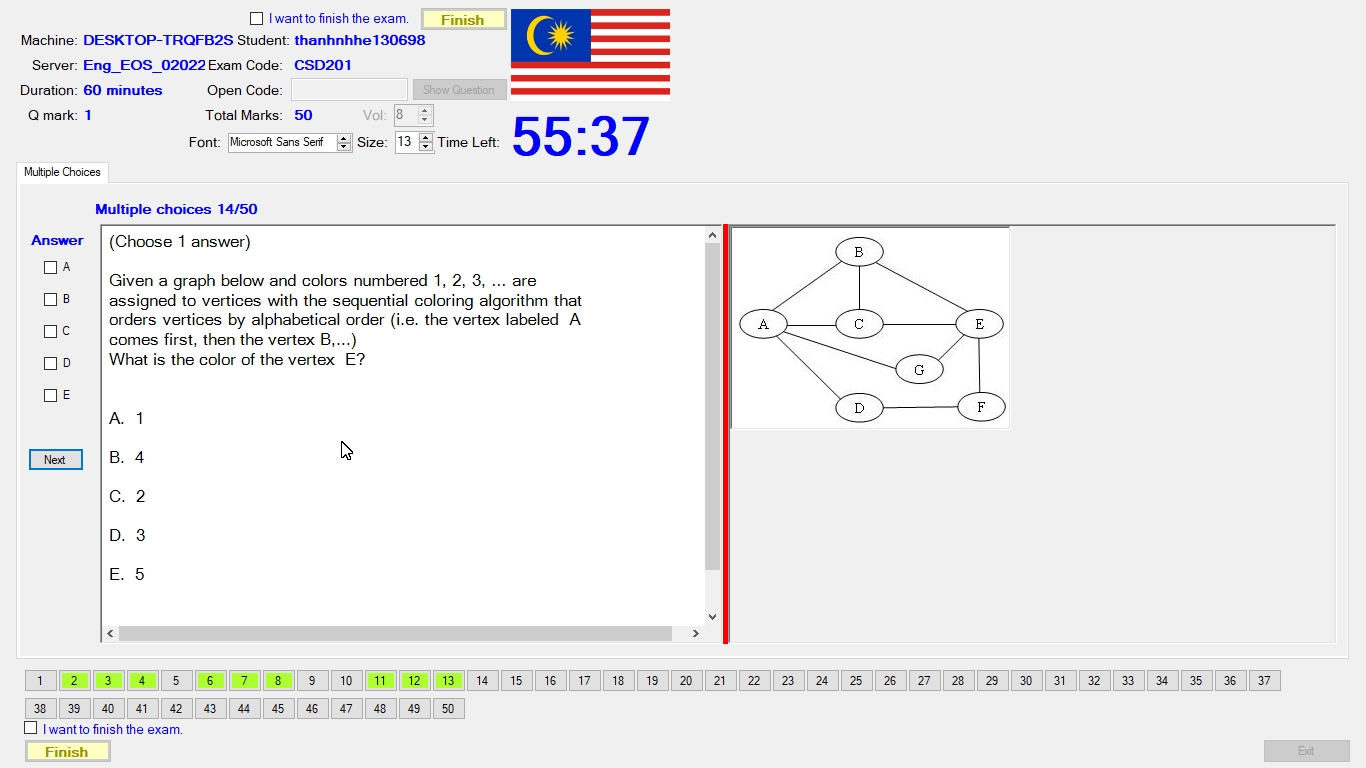 I want to finish the exam. Finish
Machine: DESKTOP-TRQFB2S Student: thanhnhhe130698
Server: Eng_EOS_02022 Exam Code: CSD201
Duration: 60 minutes Open Code: Show Question
Q mark: 1 Total Marks: 50 Vol: 8
Font: Microsoft Sans Serif Size: 13 Time Left: 55:37
Multiple Choices
Multiple choices 14/50
Answer
A
B
C
D
E
Next
(Choose 1 answer)
Given a graph below and colors numbered 1, 2, 3, ... are
assigned to vertices with the sequential coloring algorithm that
orders vertices by alphabetical order (i.e. the vertex labeled A
comes first, then the vertex B,...)
What is the color of the vertex E?
A. 1
B. 4
C. 2
D. 3
E. 5
B
A C E
G
D F
1 2 3 4 5 6 7 8 9 10 11 12 13 14 15 16 17 18 19 20 21 22 23 24 25 26 27 28 29 30 31 32 33 34 35 36 37
38 39 40 41 42 43 44 45 46 47 48 49 50
I want to finish the exam.
Finish Exit